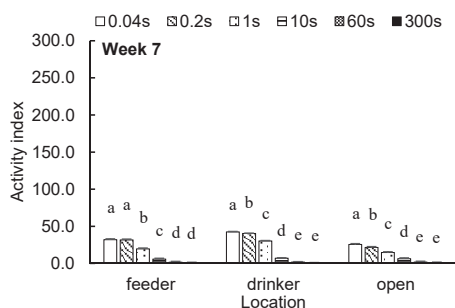 0.04s 0.2s 1s 10s 60s 300s
300.0 Week 7
250.0
200.0
150.0
100.0
50.0
0.0
Activity index
a a b c d d a b c d e e a b c d e e
feeder drinker open
Location